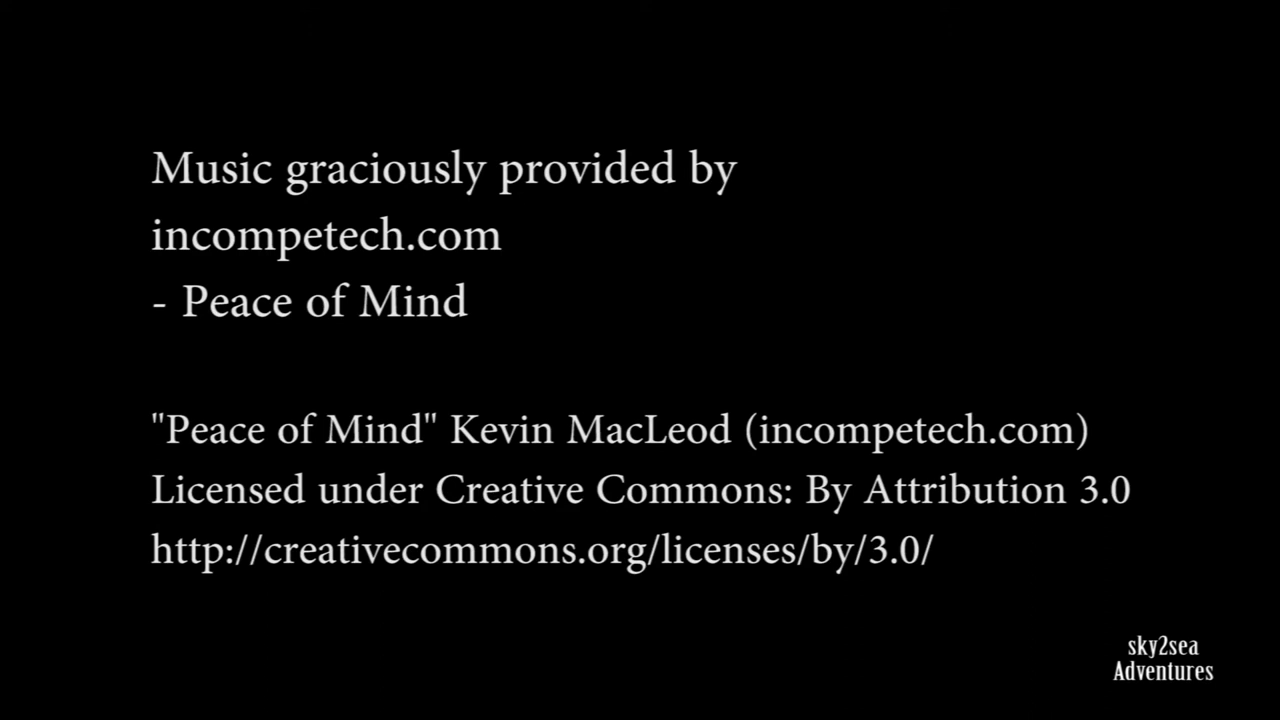 Music graciously provided by
incompetech.com
- Peace of Mind
"Peace of Mind" Kevin MacLeod (incompetech.com)
Licensed under Creative Commons: By Attribution 3.0
http://creativecommons.org/licenses/by/3.0/
sky2sea
Adventures